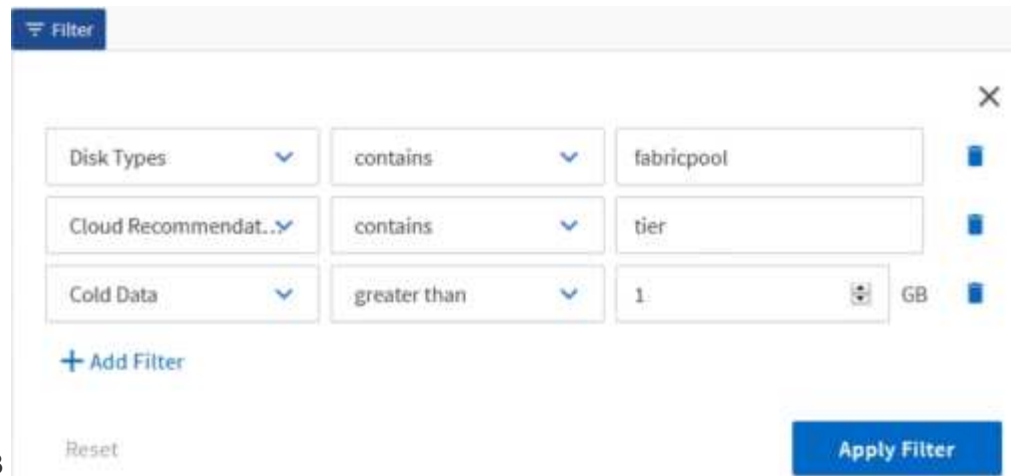 Filter
Disk Types contains fabricpool
Cloud Recommendat... contains tier
Cold Data greater than 1 GB
+ Add Filter
Reset Apply Filter